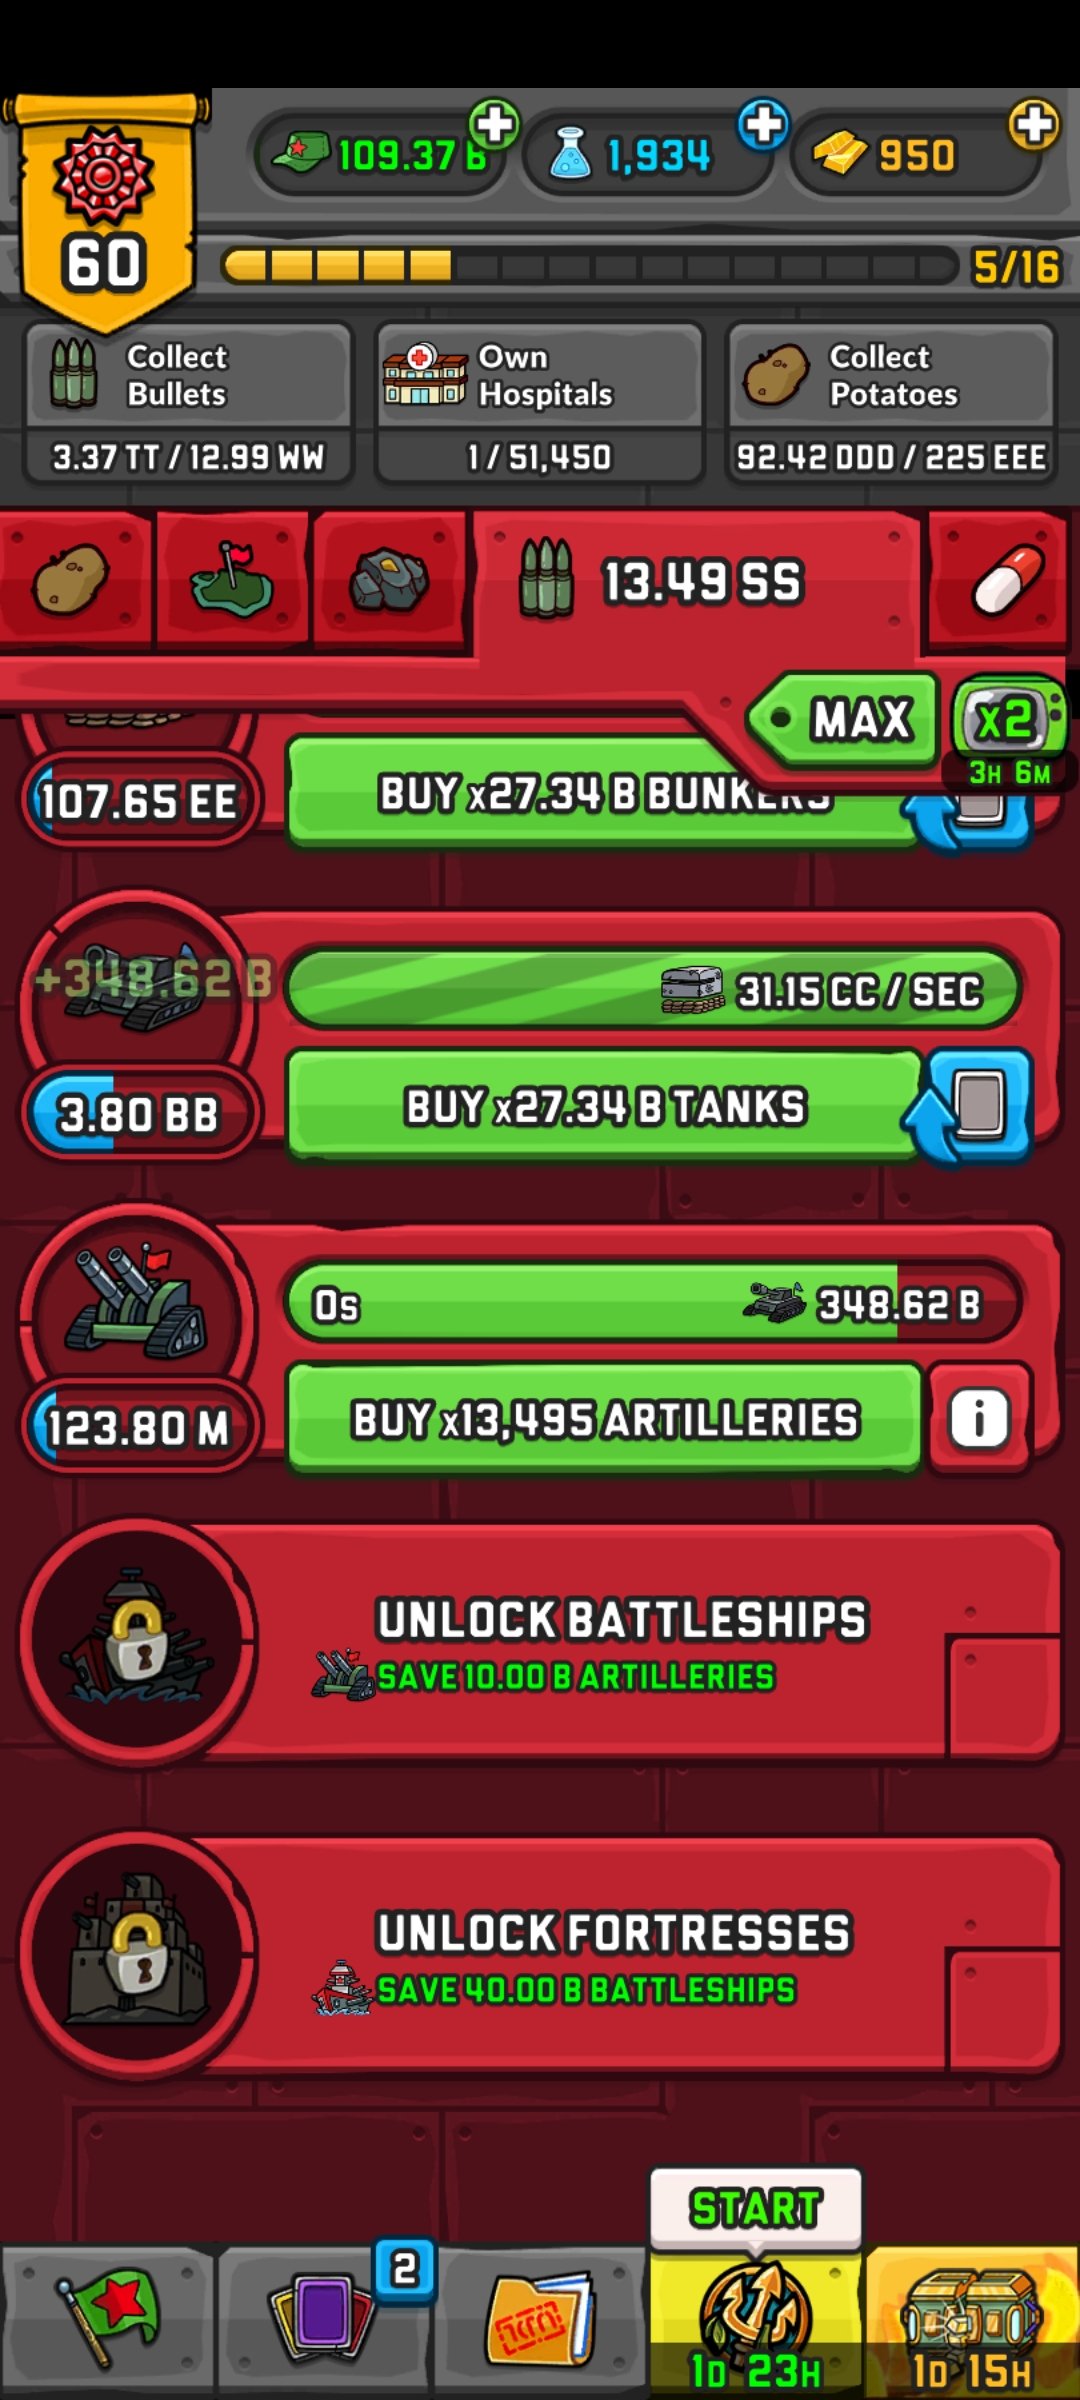 109.37 B
1,934
950
60
5/16
Collect
Bullets
Own
Hospitals
Collect
Potatoes
3.37 TT / 12.99 WW
1 / 51,450
92.42 DDD / 225 EEE
13.49 SS
MAX
x2
3H 6M
107.65 EE
BUY x27.34 B BUNKERS
+348.62 B
31.15 CC / SEC
3.80 BB
BUY x27.34 B TANKS
0s
348.62 B
123.80 M
BUY x13,495 ARTILLERIES
i
UNLOCK BATTLESHIPS
SAVE 10.00 B ARTILLERIES
UNLOCK FORTRESSES
SAVE 40.00 B BATTLESHIPS
START
2
1D 23H
1D 15H